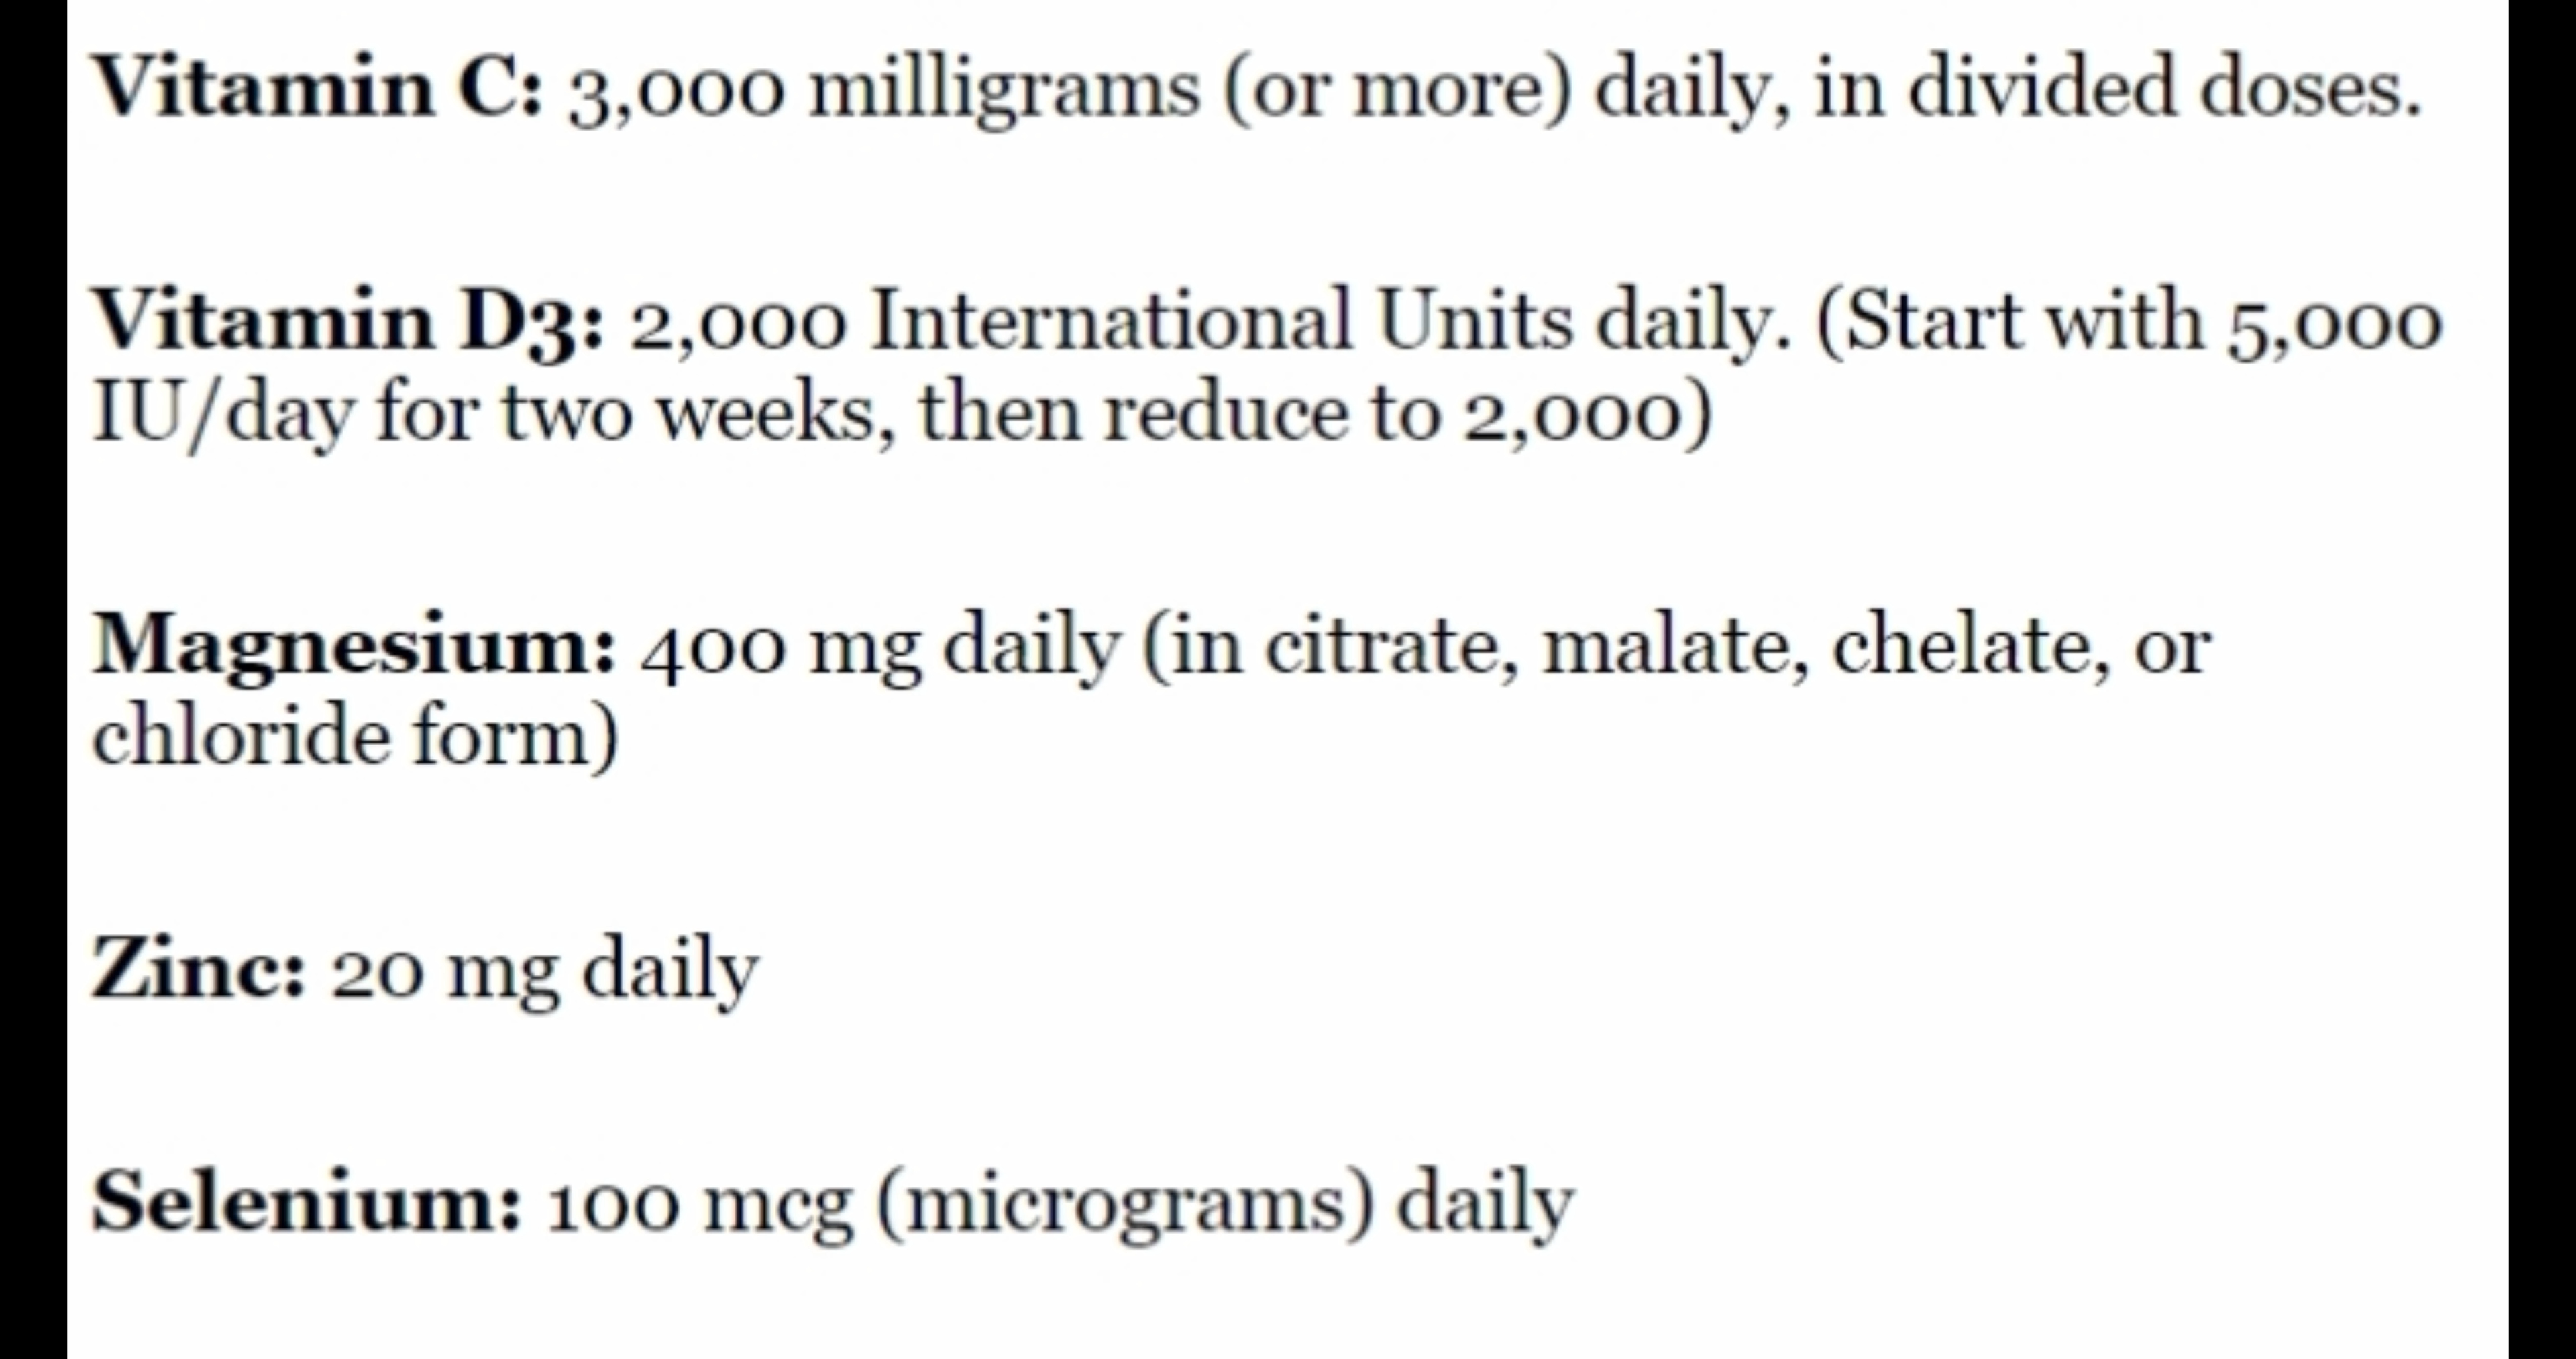 Vitamin C: 3,000 milligrams (or more) daily, in divided doses.
Vitamin D3: 2,000 International Units daily. (Start with 5,000
IU/day for two weeks, then reduce to 2,000)
Magnesium: 400 mg daily (in citrate, malate, chelate, or
chloride form)
Zinc: 20 mg daily
Selenium: 100 mcg (micrograms) daily